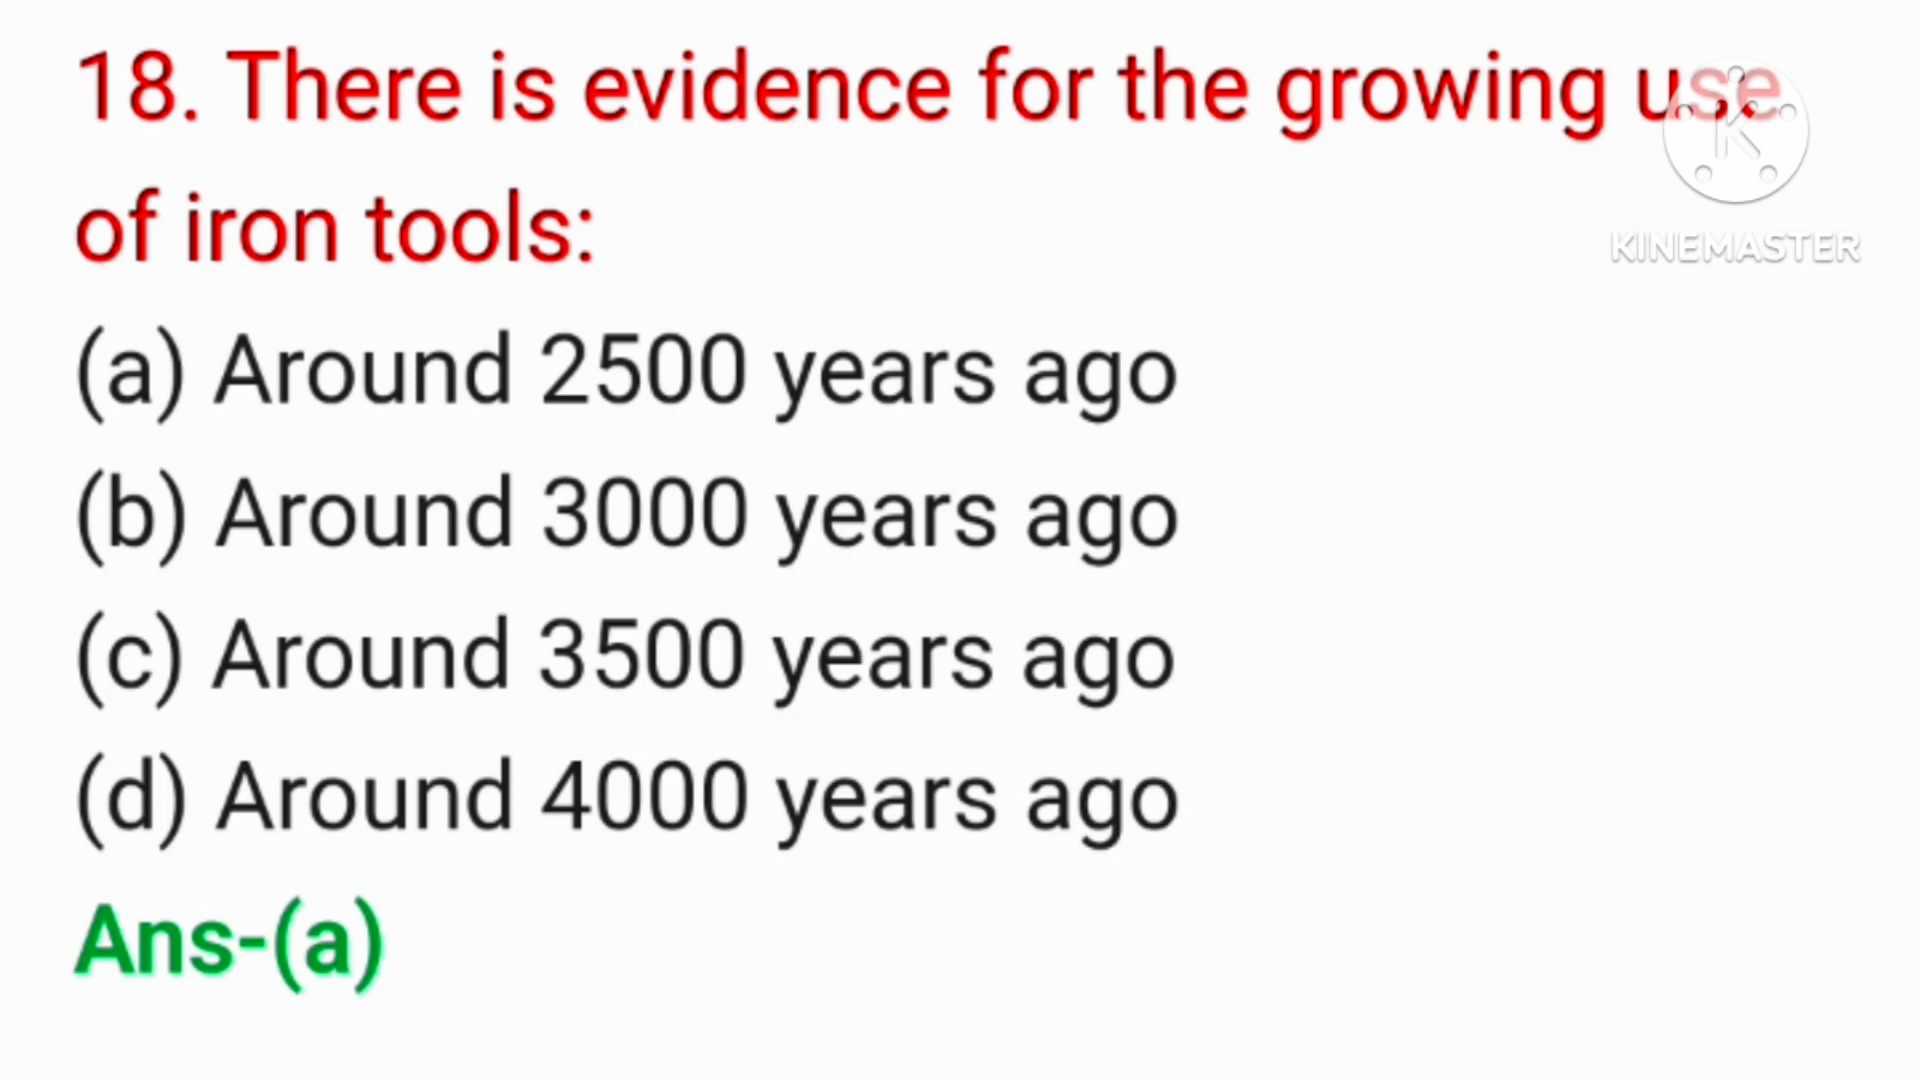 18. There is evidence for the growing use
of iron tools:
K
KINEMASTER
(a) Around 2500 years ago
(b) Around 3000 years ago
(c) Around 3500 years ago
(d) Around 4000 years ago
Ans-(a)